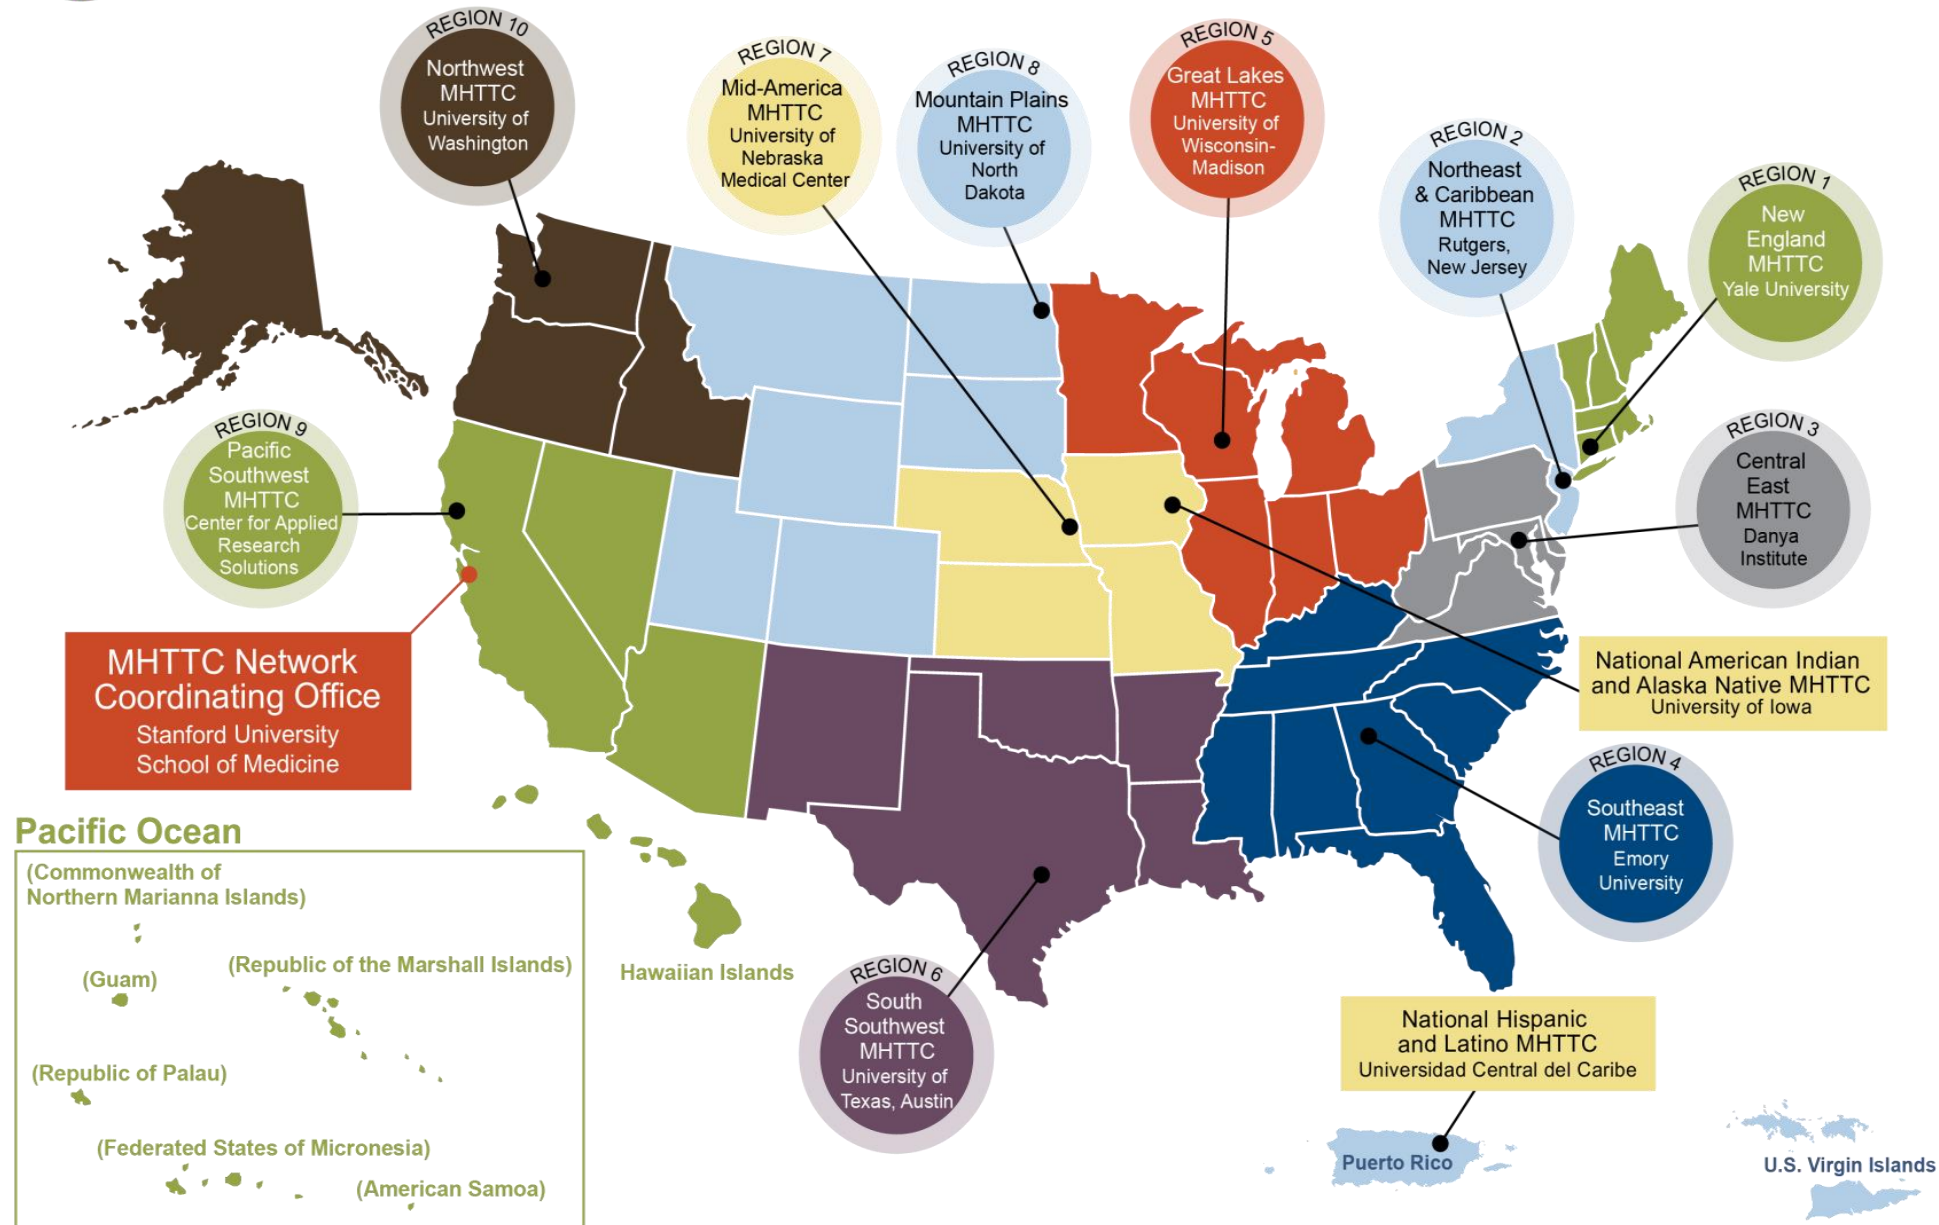 REGION 10
Northwest
MHTTC
University of
Washington
REGION 7
Mid-America
MHTTC
University of
Nebraska
Medical Center
REGION 8
Mountain Plains
MHTTC
University of
North
Dakota
REGION 5
Great Lakes
MHTTC
University of
Wisconsin-
Madison
REGION 2
Northeast
& Caribbean
MHTTC
Rutgers,
New Jersey
REGION 1
New
England
MHTTC
Yale University
REGION 9
Pacific
Southwest
MHTTC
Center for Applied
Research
Solutions
REGION 3
Central
East
MHTTC
Danya
Institute
MHTTC Network
Coordinating Office
Stanford University
School of Medicine
National American Indian
and Alaska Native MHTTC
University of Iowa
REGION 4
Southeast
MHTTC
Emory
University
Pacific Ocean
(Commonwealth of
Northern Marianna Islands)
(Guam)
(Republic of the Marshall Islands)
(Republic of Palau)
(Federated States of Micronesia)
(American Samoa)
Hawaiian Islands
REGION 6
South
Southwest
MHTTC
University of
Texas, Austin
National Hispanic
and Latino MHTTC
Universidad Central del Caribe
Puerto Rico
U.S. Virgin Islands